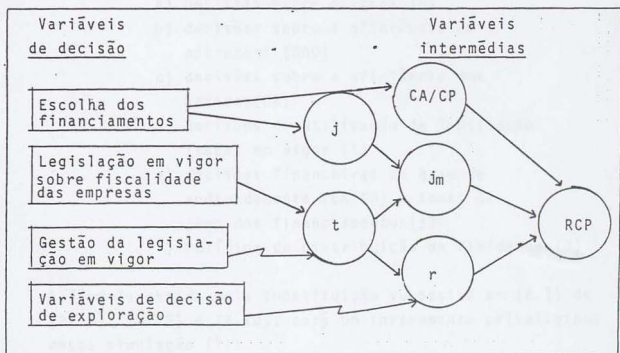 Variáveis
de decisão
Variáveis
intermédias
Escolha dos
financiamentos
Legislação em vigor
sobre fiscalidade
das empresas
Gestão da legisla-
ção em vigor
Variáveis de decisão
de exploração
CA/CP
j
jm
t
r
RCP